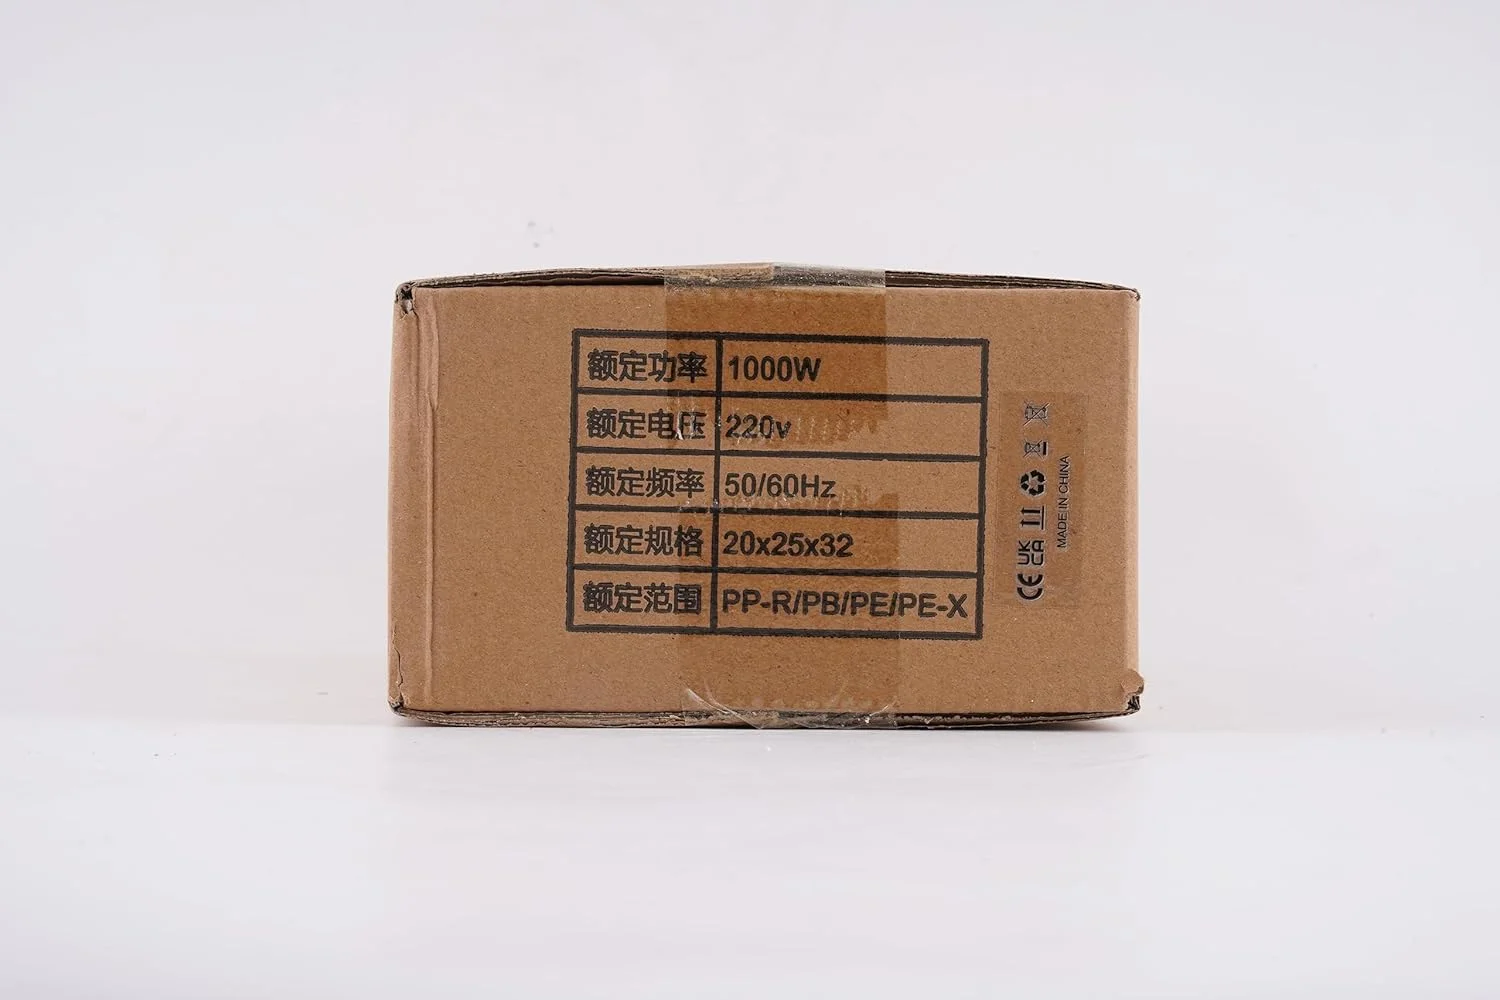 额定功率 1000W
额定电压 220v
额定频率 50/60Hz
额定规格 20x25x32
额定范围 PP-R/PB/PE/PE-X
CE UK CA
MADE IN CHINA